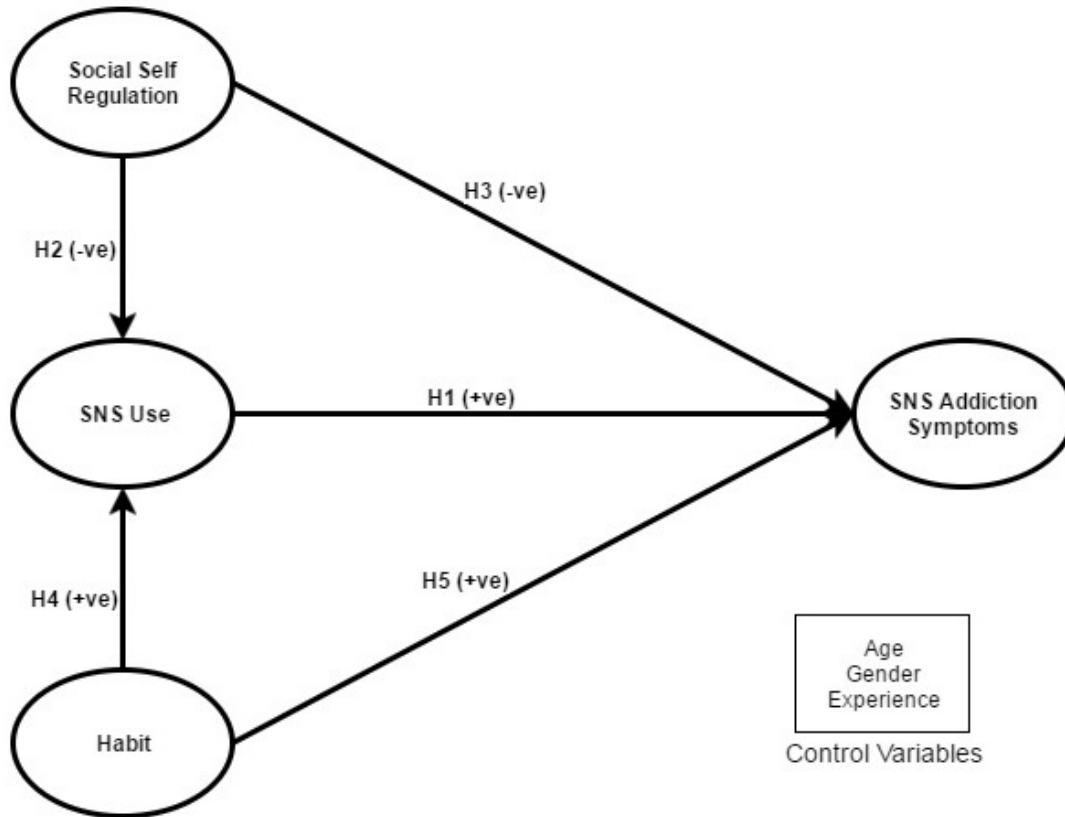 Social Self
Regulation
H3 (-ve)
H2 (-ve)
SNS Use
H1 (+ve)
SNS Addiction
Symptoms
H4 (+ve)
H5 (+ve)
Habit
Age
Gender
Experience
Control Variables